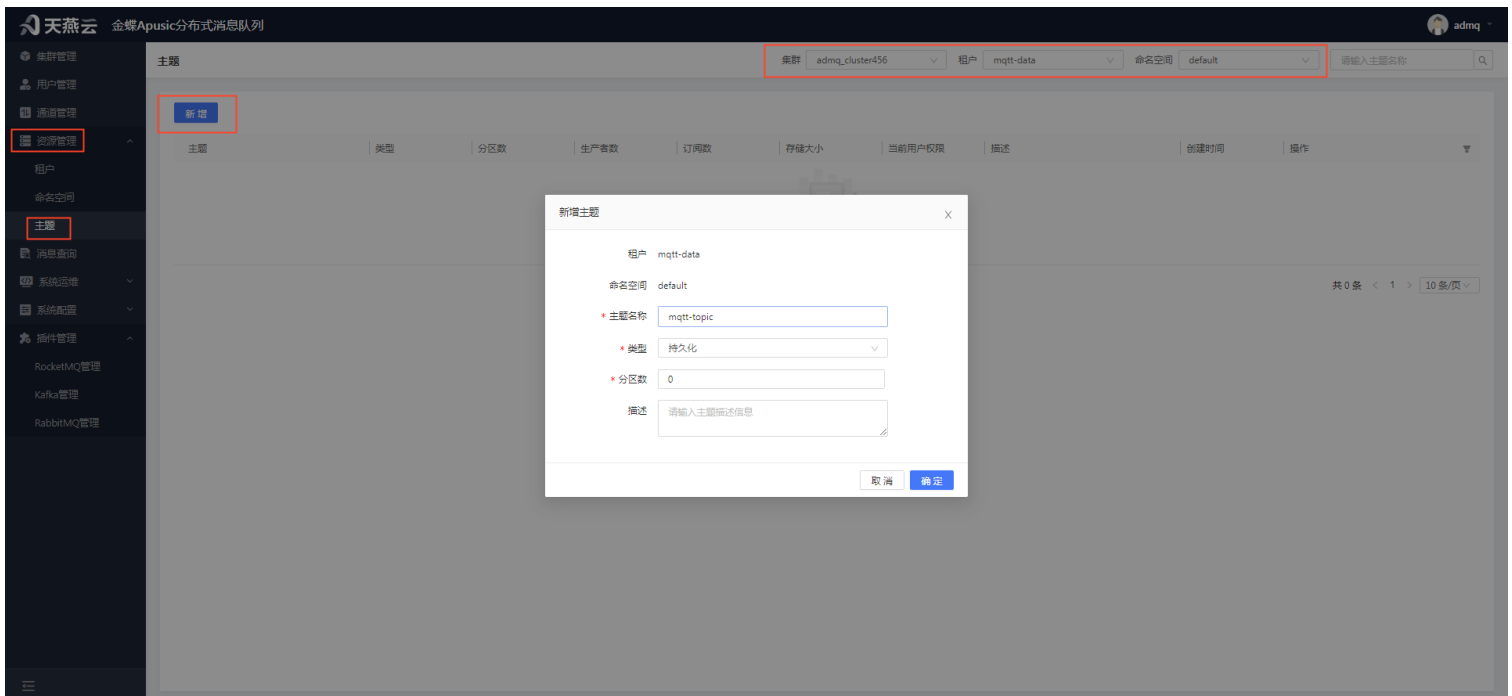 天燕云 金蝶Apusic分布式消息队列
admq
集群管理
用户管理
通道管理
资源管理
租户
命名空间
主题
消息查询
系统运维
系统配置
插件管理
RocketMQ管理
Kafka管理
RabbitMQ管理
主题
集群 admq_cluster456 租户 mqtt-data 命名空间 default 请输入主题名称
新增
主题 类型 分区数 生产者数 订阅数 存储大小 当前用户权限 描述 创建时间 操作
共0条 < 1 > 10条/页
新增主题 X
租户 mqtt-data
命名空间 default
* 主题名称 mqtt-topic
* 类型 持久化
* 分区数 0
描述 请输入主题描述信息
取消 确定